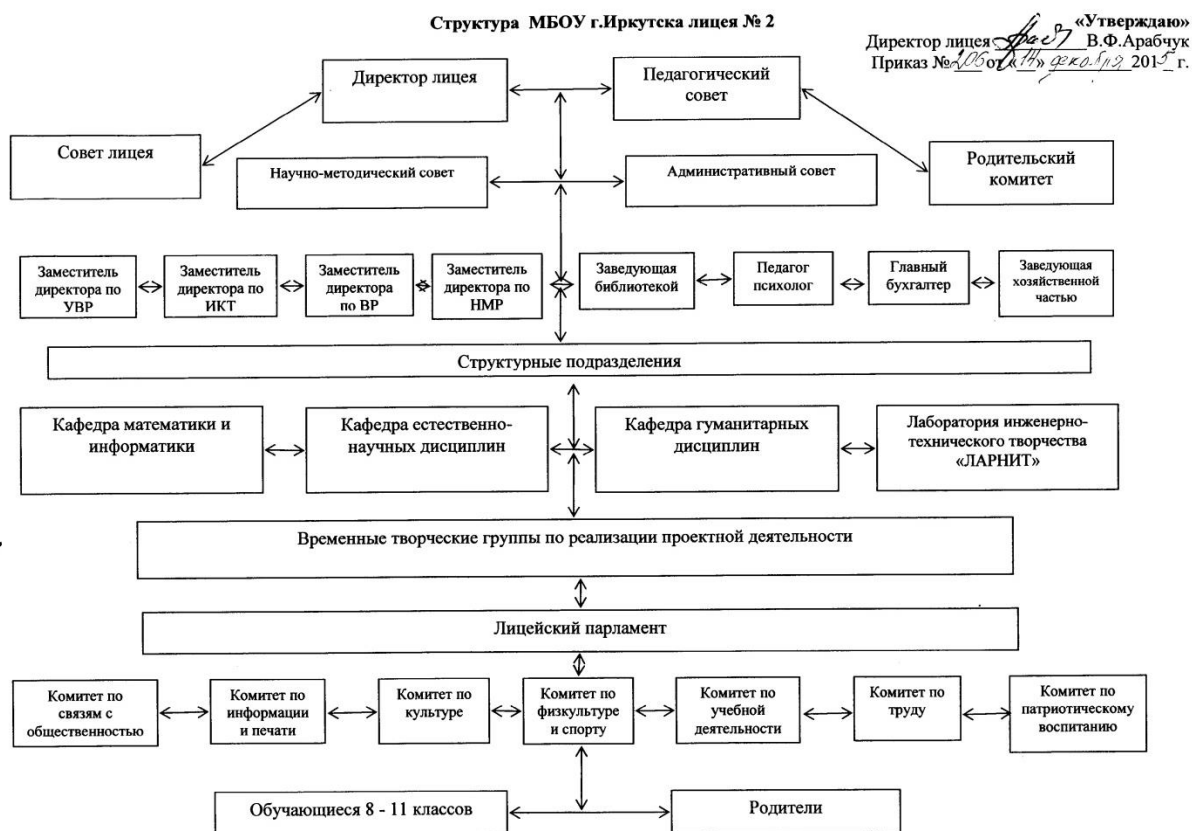 Структура МБОУ г.Иркутска лицея № 2
«Утверждаю»
Директор лицея В.Ф.Арабчук
Приказ № 206 от «14» декабря 2015 г.
Директор лицея
Педагогический
совет
Совет лицея
Научно-методический совет
Административный совет
Родительский
комитет
Заместитель
директора по
УВР
Заместитель
директора по
ИКТ
Заместитель
директора
по ВР
Заместитель
директора по
НМР
Заведующая
библиотекой
Педагог
психолог
Главный
бухгалтер
Заведующая
хозяйственной
частью
Структурные подразделения
Кафедра математики и
информатики
Кафедра естественно-
научных дисциплин
Кафедра гуманитарных
дисциплин
Лаборатория инженерно-
технического творчества
«ЛАРНИТ»
Временные творческие группы по реализации проектной деятельности
Лицейский парламент
Комитет по
связям с
общественностью
Комитет по
информации
и печати
Комитет по
культуре
Комитет по
физкультуре
и спорту
Комитет по
учебной
деятельности
Комитет по
труду
Комитет по
патриотическому
воспитанию
Обучающиеся 8 - 11 классов
Родители